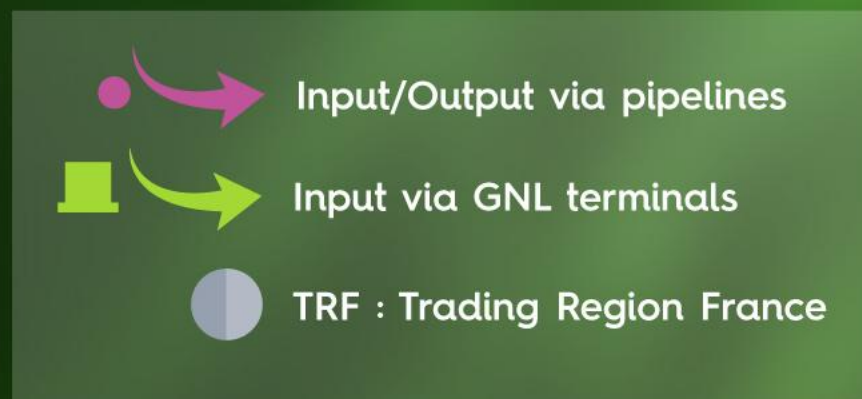 Input/Output via pipelines
Input via GNL terminals
TRF : Trading Region France